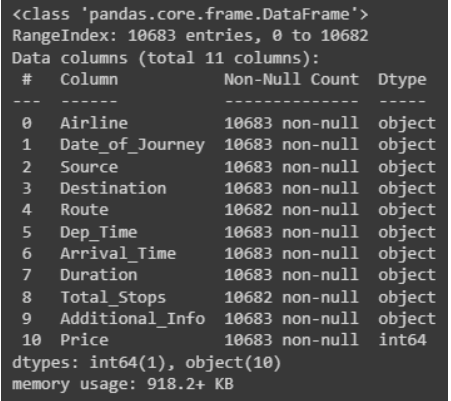 <class 'pandas.core.frame.DataFrame'>
RangeIndex: 10683 entries, 0 to 10682
Data columns (total 11 columns):
 #   Column           Non-Null Count  Dtype
---  ------           --------------  -----
 0   Airline          10683 non-null  object
 1   Date_of_Journey  10683 non-null  object
 2   Source           10683 non-null  object
 3   Destination      10683 non-null  object
 4   Route            10682 non-null  object
 5   Dep_Time         10683 non-null  object
 6   Arrival_Time     10683 non-null  object
 7   Duration         10683 non-null  object
 8   Total_Stops      10682 non-null  object
 9   Additional_Info  10683 non-null  object
 10  Price            10683 non-null  int64
dtypes: int64(1), object(10)
memory usage: 918.2+ KB